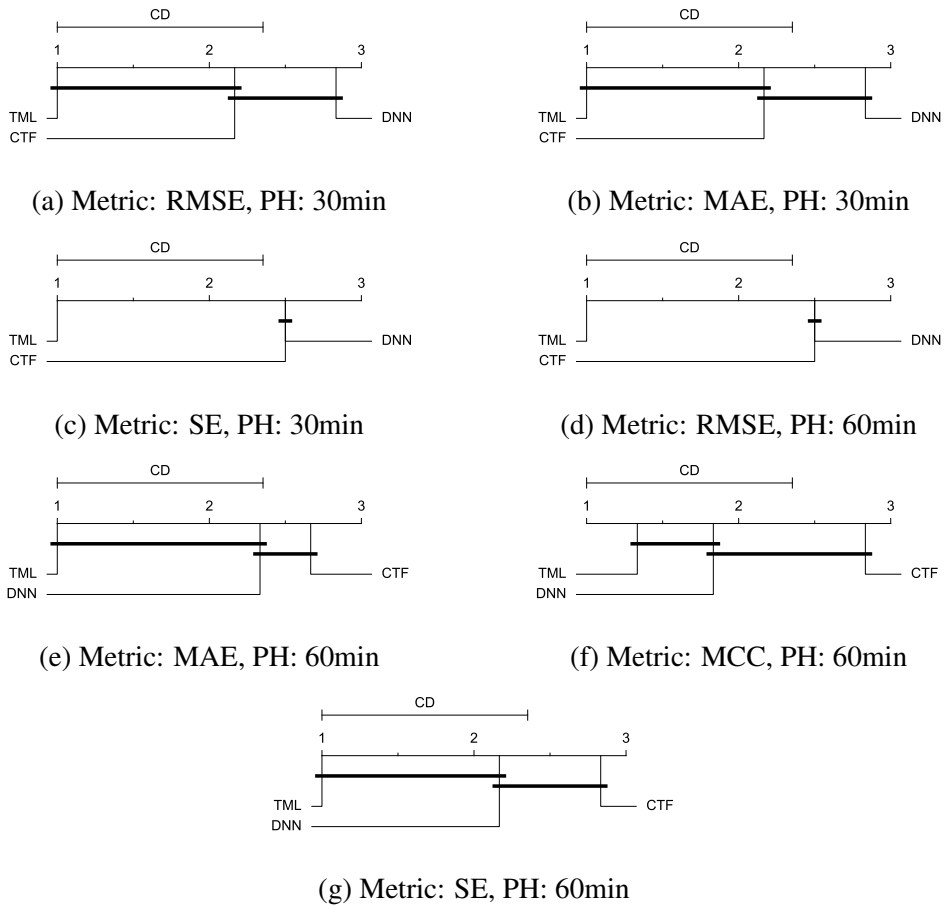 CD CD
1 2 3 1 2 3
TML DNN TML DNN
CTF CTF
(a) Metric: RMSE, PH: 30min (b) Metric: MAE, PH: 30min
CD CD
1 2 3 1 2 3
TML DNN TML DNN
CTF CTF
(c) Metric: SE, PH: 30min (d) Metric: RMSE, PH: 60min
CD CD
1 2 3 1 2 3
TML CTF TML CTF
DNN DNN
(e) Metric: MAE, PH: 60min (f) Metric: MCC, PH: 60min
CD
1 2 3
TML CTF
DNN
(g) Metric: SE, PH: 60min